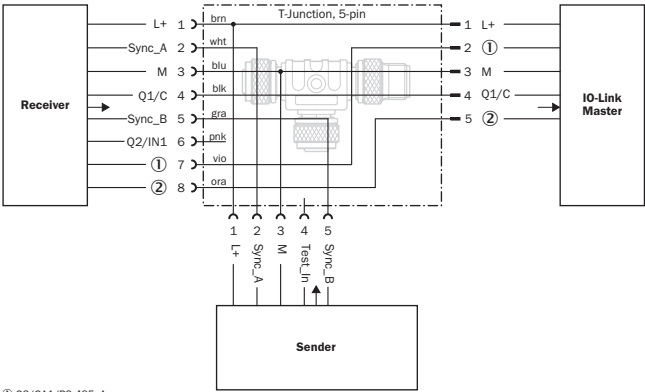 T-Junction, 5-pin
L+ 1 brn 1 L+
Sync_A 2 wht 2 ①
M 3 blu 3 M
Q1/C 4 blk 4 Q1/C
Sync_B 5 gra 5 ②
Q2/IN1 6 pnk
① 7 vio
② 8 ora
Receiver
IO-Link
Master
1 2 3 4 5
L+ Sync_A M Test_In Sync_B
Sender